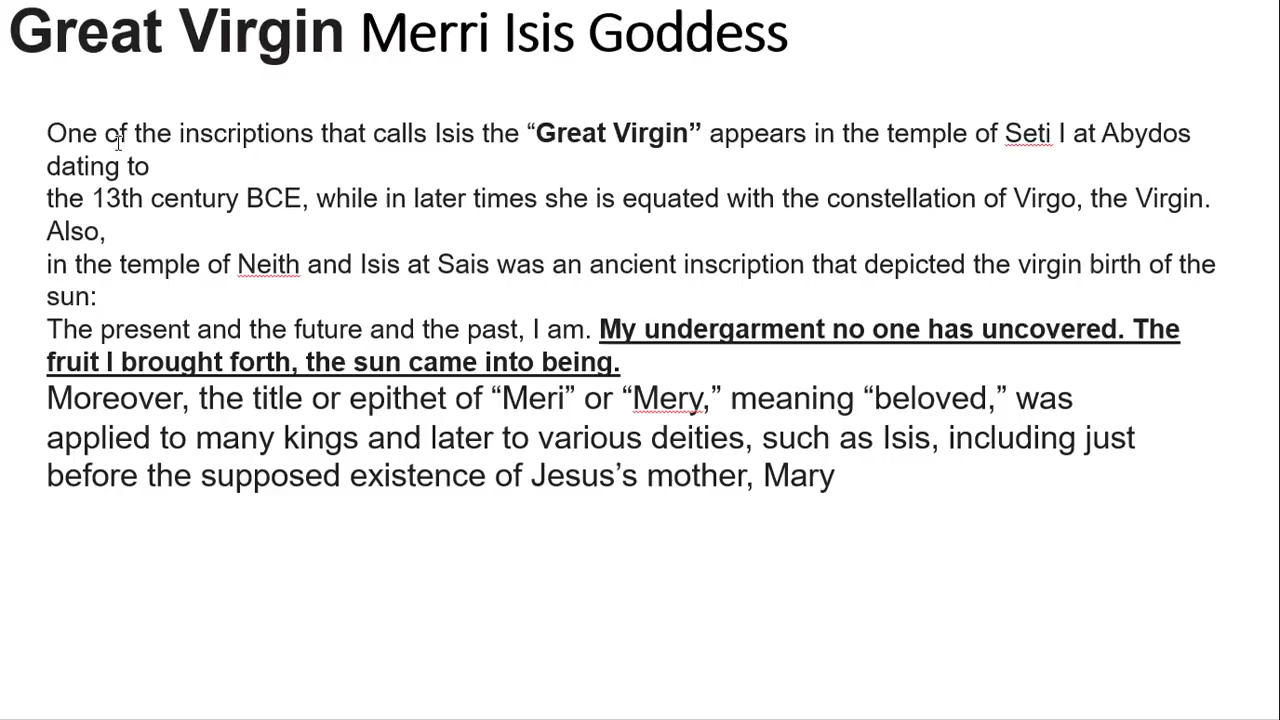 Great Virgin Merri Isis Goddess
One of the inscriptions that calls Isis the “Great Virgin” appears in the temple of Seti I at Abydos
dating to
the 13th century BCE, while in later times she is equated with the constellation of Virgo, the Virgin.
Also,
in the temple of Neith and Isis at Sais was an ancient inscription that depicted the virgin birth of the
sun:
The present and the future and the past, I am. My undergarment no one has uncovered. The
fruit I brought forth, the sun came into being.
Moreover, the title or epithet of “Meri” or “Mery,” meaning “beloved,” was
applied to many kings and later to various deities, such as Isis, including just
before the supposed existence of Jesus’s mother, Mary